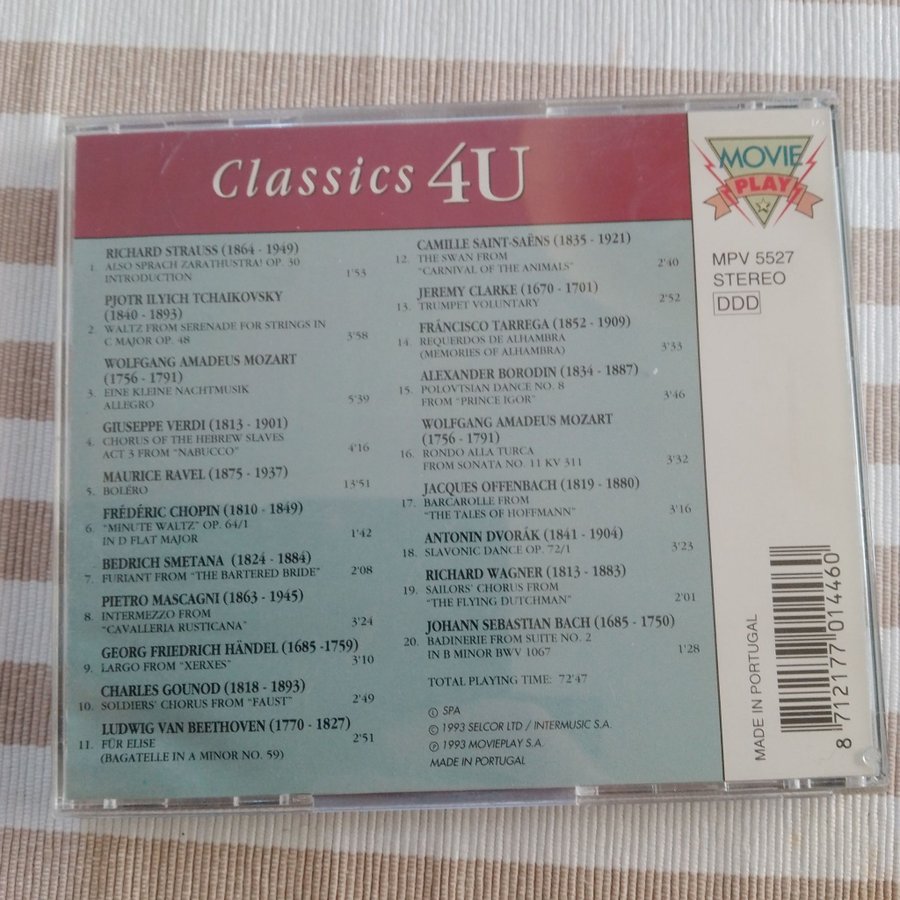 Classics 4U
RICHARD STRAUSS (1864 - 1949)
1. ALSO SPRACH ZARATHUSTRA! OP. 30
INTRODUCTION 1'53
PJOTR ILYICH TCHAIKOVSKY
(1840 - 1893)
2. WALTZ FROM SERENADE FOR STRINGS IN
C MAJOR OP. 48 3'58
WOLFGANG AMADEUS MOZART
(1756 - 1791)
3. EINE KLEINE NACHTMUSIK
ALLEGRO 5'39
GIUSEPPE VERDI (1813 - 1901)
4. CHORUS OF THE HEBREW SLAVES
ACT 3 FROM "NABUCCO" 4'16
MAURICE RAVEL (1875 - 1937)
5. BOLÉRO 13'51
FRÉDÉRIC CHOPIN (1810 - 1849)
6. "MINUTE WALTZ" OP. 64/1
IN D FLAT MAJOR 1'42
BEDRICH SMETANA (1824 - 1884)
7. FURIANT FROM "THE BARTERED BRIDE" 2'08
PIETRO MASCAGNI (1863 - 1945)
8. INTERMEZZO FROM
"CAVALLERIA RUSTICANA" 3'24
GEORG FRIEDRICH HÄNDEL (1685 -1759)
9. LARGO FROM "XERXES" 3'10
CHARLES GOUNOD (1818 - 1893)
10. SOLDIERS' CHORUS FROM "FAUST" 2'49
LUDWIG VAN BEETHOVEN (1770 - 1827)
11. FÜR ELISE 2'51
(BAGATELLE IN A MINOR NO. 59)
CAMILLE SAINT-SAËNS (1835 - 1921)
12. THE SWAN FROM
"CARNIVAL OF THE ANIMALS" 2'40
JEREMY CLARKE (1670 - 1701)
13. TRUMPET VOLUNTARY 2'52
FRÁNCISCO TARREGA (1852 - 1909)
14. REQUERDOS DE ALHAMBRA
(MEMORIES OF ALHAMBRA) 3'33
ALEXANDER BORODIN (1834 - 1887)
15. POLOVTSIAN DANCE NO. 8
FROM "PRINCE IGOR" 3'46
WOLFGANG AMADEUS MOZART
(1756 - 1791)
16. RONDO ALLA TURCA
FROM SONATA NO. 11 KV 311 3'32
JACQUES OFFENBACH (1819 - 1880)
17. BARCAROLLE FROM
"THE TALES OF HOFFMANN" 3'16
ANTONIN DVORÁK (1841 - 1904)
18. SLAVONIC DANCE OP. 72/1 3'23
RICHARD WAGNER (1813 - 1883)
19. SAILORS' CHORUS FROM
"THE FLYING DUTCHMAN" 2'01
JOHANN SEBASTIAN BACH (1685 - 1750)
20. BADINERIE FROM SUITE NO. 2
IN B MINOR BWV 1067 1'28
TOTAL PLAYING TIME: 72'47
Ⓛ SPA
© 1993 SELCOR LTD / INTERMUSIC S.A.
℗ 1993 MOVIEPLAY S.A.
MADE IN PORTUGAL
MOVIE
PLAY
MPV 5527
STEREO
DDD
MADE IN PORTUGAL
8 712177 014460